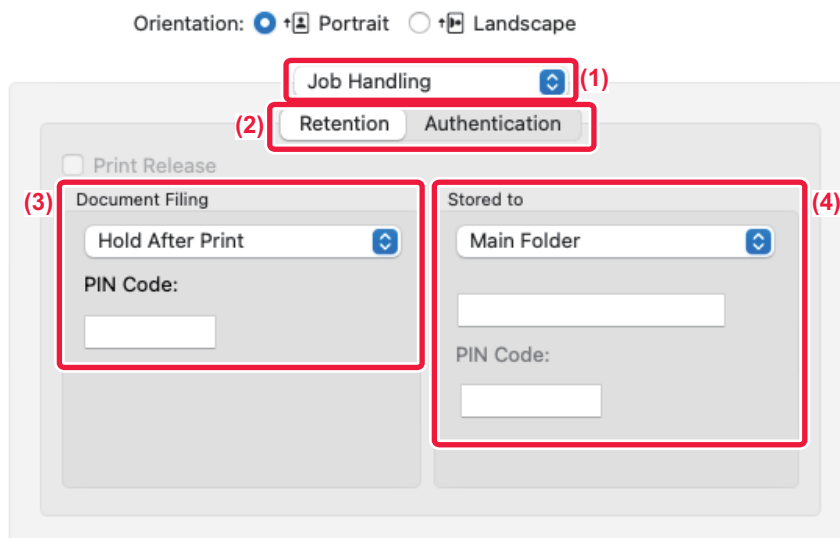 Orientation: Portrait Landscape
Job Handling (1)
(2) Retention Authentication
Print Release
(3) Document Filing Stored to (4)
Hold After Print Main Folder
PIN Code:
PIN Code: